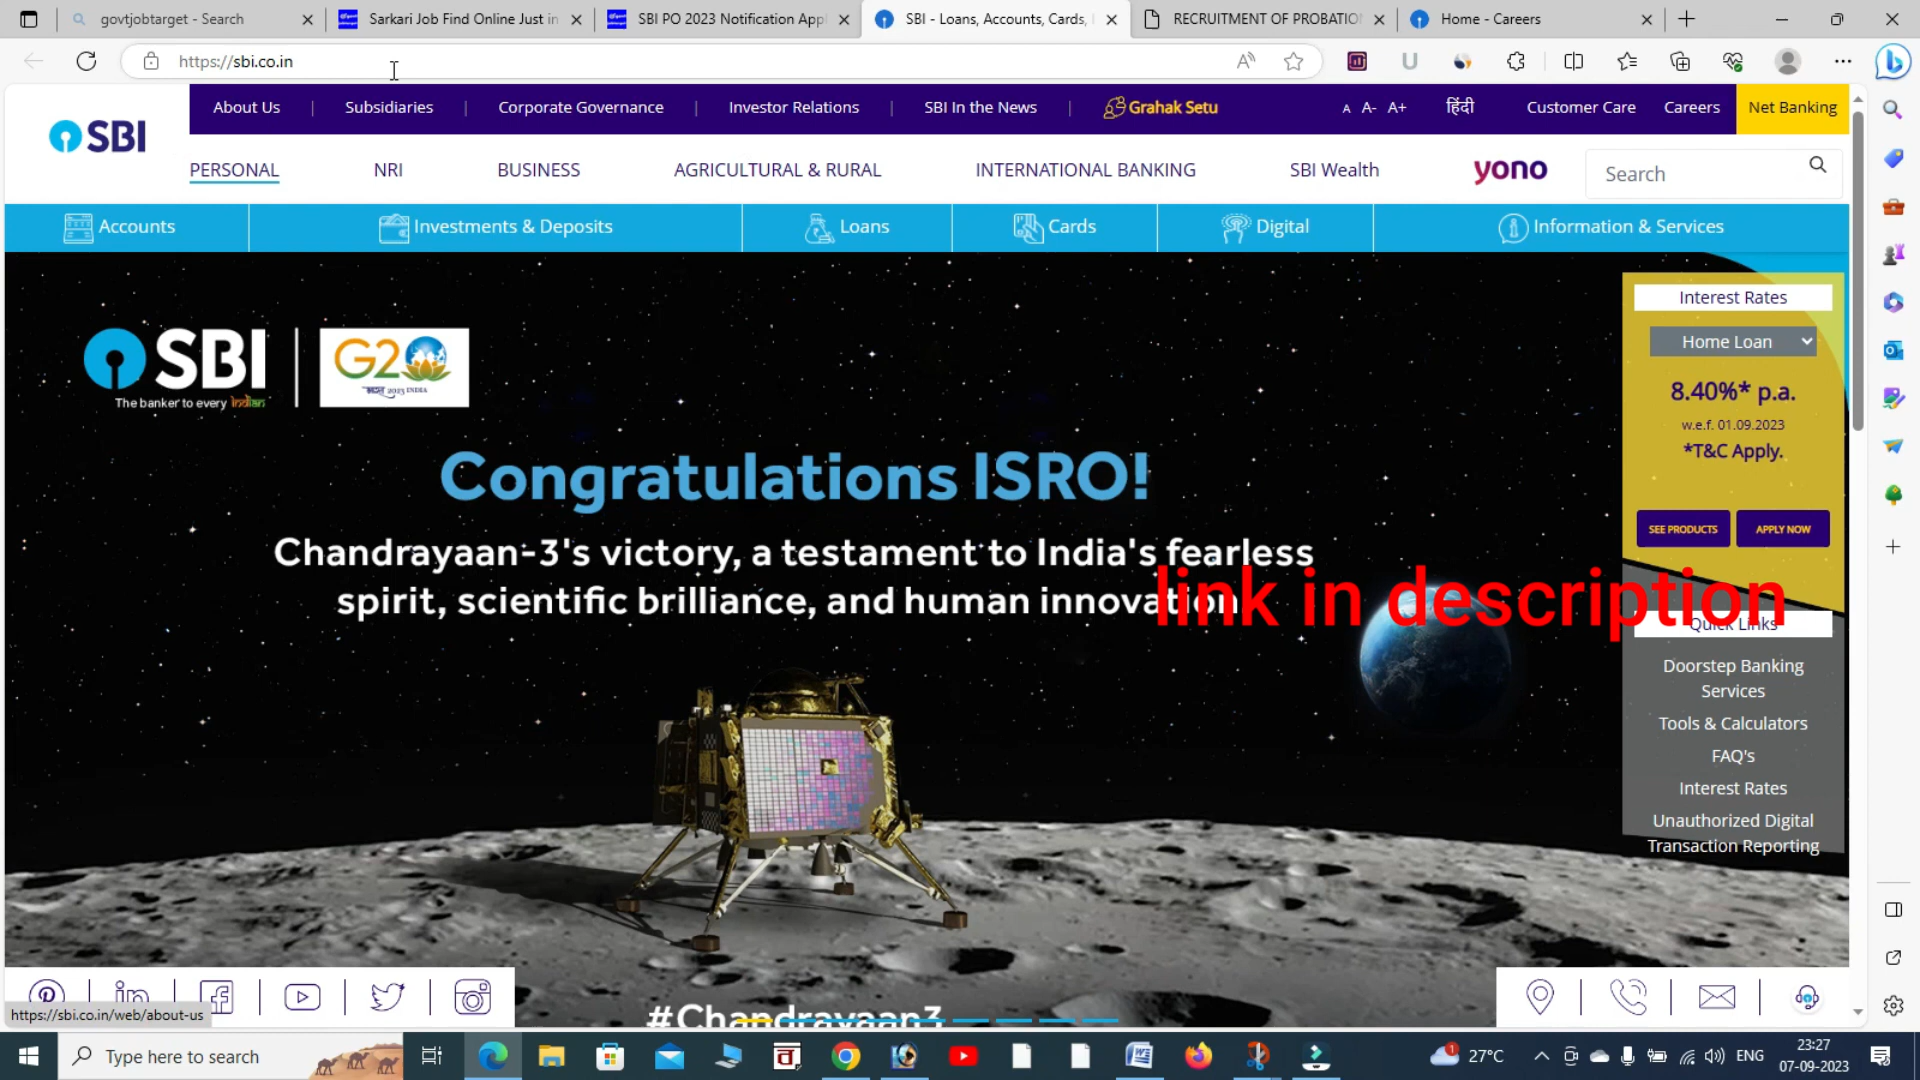 govtjobtarget - Search
Sarkari Job Find Online Just in
SBI PO 2023 Notification Appl
SBI - Loans, Accounts, Cards,
RECRUITMENT OF PROBATIO
Home - Careers
https://sbi.co.in
About Us
Subsidiaries
Corporate Governance
Investor Relations
SBI In the News
Grahak Setu
A A- A+
हिंदी
Customer Care
Careers
Net Banking
SBI
PERSONAL
NRI
BUSINESS
AGRICULTURAL & RURAL
INTERNATIONAL BANKING
SBI Wealth
yono
Search
Accounts
Investments & Deposits
Loans
Cards
Digital
Information & Services
SBI
The banker to every Indian
G20
भारत 2023 INDIA
Congratulations ISRO!
Chandrayaan-3's victory, a testament to India's fearless
spirit, scientific brilliance, and human innovation
link in description
Interest Rates
Home Loan
8.40%* p.a.
w.e.f. 01.09.2023
*T&C Apply.
SEE PRODUCTS
APPLY NOW
Quick Links
Doorstep Banking
Services
Tools & Calculators
FAQ's
Interest Rates
Unauthorized Digital
Transaction Reporting
#Chandrayaan3
https://sbi.co.in/web/about-us
Type here to search
27°C
ENG
23:27
07-09-2023